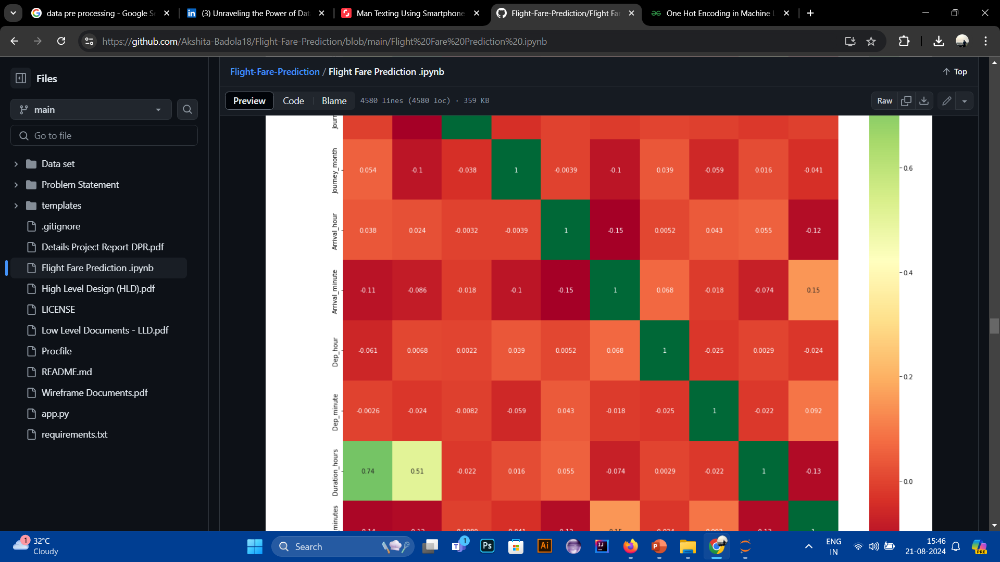 data pre processing - Google Sc
(3) Unraveling the Power of Dat
Man Texting Using Smartphone
Flight-Fare-Prediction/Flight Far
One Hot Encoding in Machine L
https://github.com/Akshita-Badola18/Flight-Fare-Prediction/blob/main/Flight%20Fare%20Prediction%20.ipynb
Files
main
Go to file
Data set
Problem Statement
templates
.gitignore
Details Project Report DPR.pdf
Flight Fare Prediction .ipynb
High Level Design (HLD).pdf
LICENSE
Low Level Documents - LLD.pdf
Procfile
README.md
Wireframe Documents.pdf
app.py
requirements.txt
Flight-Fare-Prediction / Flight Fare Prediction .ipynb
Top
Preview Code Blame 4580 lines (4580 loc) · 359 KB
Raw
Journ
Journey_month 0.054 -0.1 -0.038 1 -0.0039 -0.1 0.039 -0.059 0.016 -0.041
Arrival_hour 0.038 0.024 -0.0032 -0.0039 1 -0.15 0.0052 0.043 0.055 -0.12
Arrival_minute -0.11 -0.086 -0.018 -0.1 -0.15 1 0.068 -0.018 -0.074 0.15
Dep_hour -0.061 0.0068 0.0022 0.039 0.0052 0.068 1 -0.025 0.0029 -0.024
Dep_minute -0.0026 -0.024 -0.0082 -0.059 0.043 -0.018 -0.025 1 -0.022 0.092
Duration_hours 0.74 0.51 -0.022 0.016 0.055 -0.074 0.0029 -0.022 1 -0.13
minutes
0.6
0.4
0.2
0.0
1
32°C
Cloudy
Search
1
T
Ps
Ai
IJ
P
ENG
IN
15:46
21-08-2024
PRE